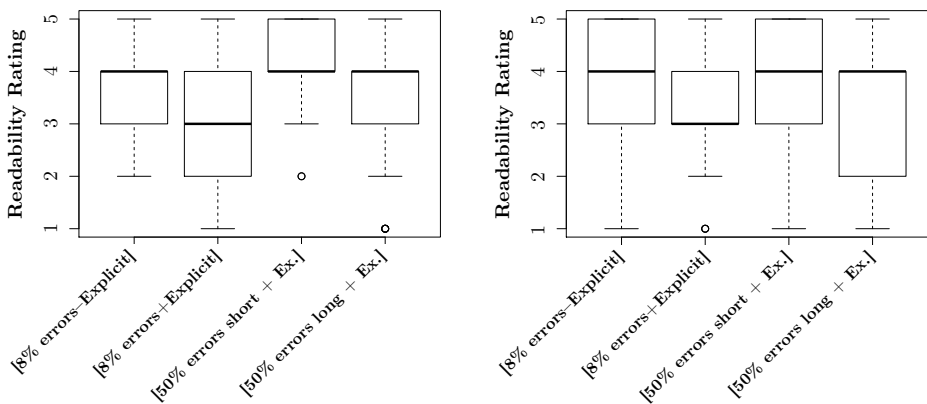 Readability Rating
5
4
3
2
1
[8% errors–Explicit]
[8% errors+Explicit]
[50% errors short + Ex.]
[50% errors long + Ex.]
Readability Rating
5
4
3
2
1
[8% errors–Explicit]
[8% errors+Explicit]
[50% errors short + Ex.]
[50% errors long + Ex.]